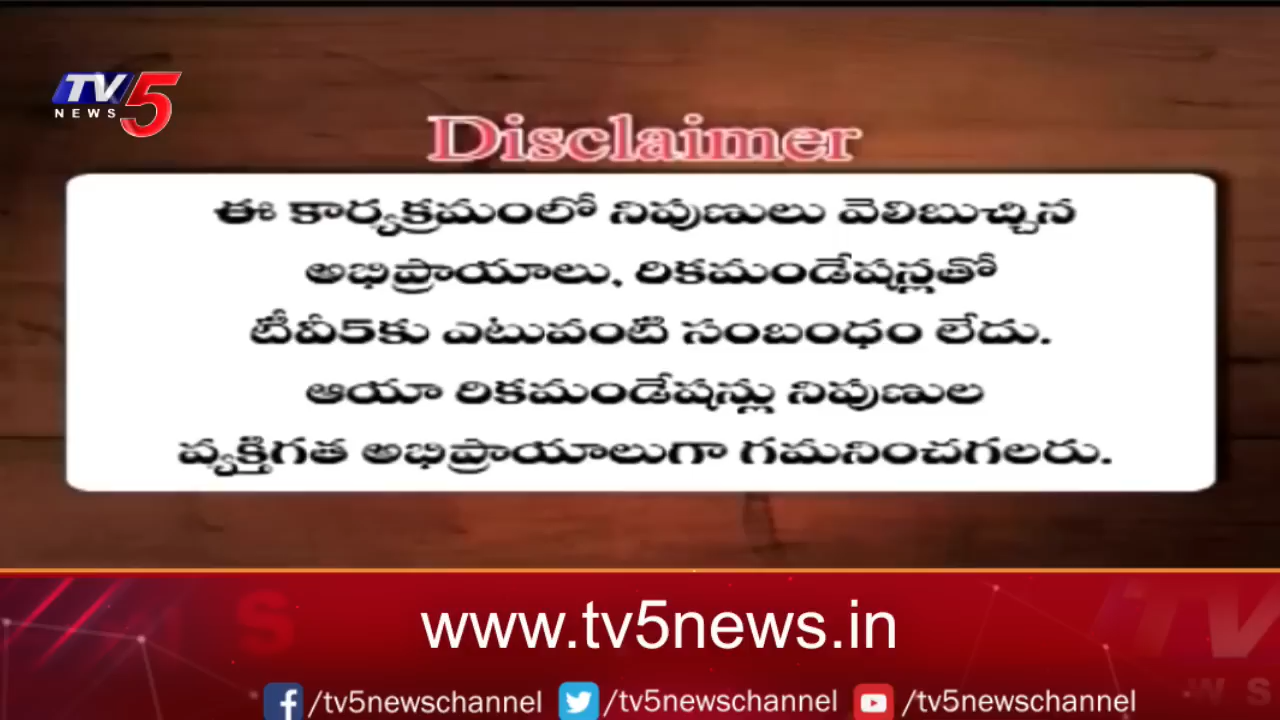 TV5
NEWS
Disclaimer
ఈ కార్యక్రమంలో నిపుణులు వెలిబుచ్చిన
అభిప్రాయాలు, రికమండేషన్లతో
టీవీ5కు ఎటువంటి సంబంధం లేదు.
ఆయా రికమండేషన్లు నిపుణుల
వ్యక్తిగత అభిప్రాయాలుగా గమనించగలరు.
www.tv5news.in
/tv5newschannel /tv5newschannel /tv5newschannel